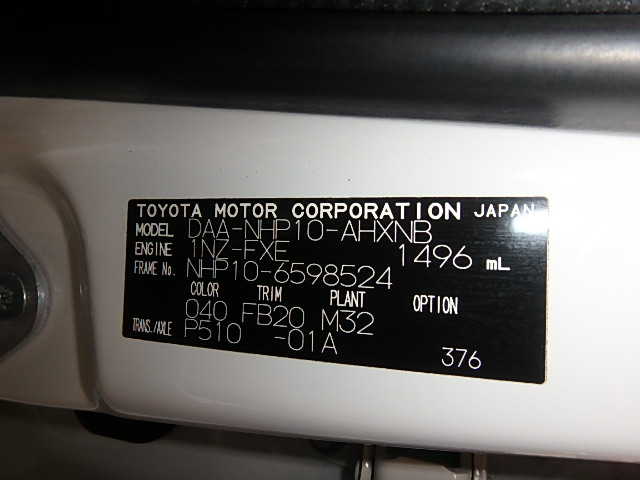 TOYOTA MOTOR CORPORATION JAPAN
MODEL DAA-NHP10-AHXNB
ENGINE 1NZ-FXE 1496 mL
FRAME No. NHP10-6598524
COLOR TRIM PLANT OPTION
040 FB20 M32
TRANS./AXLE P510 -01A
376